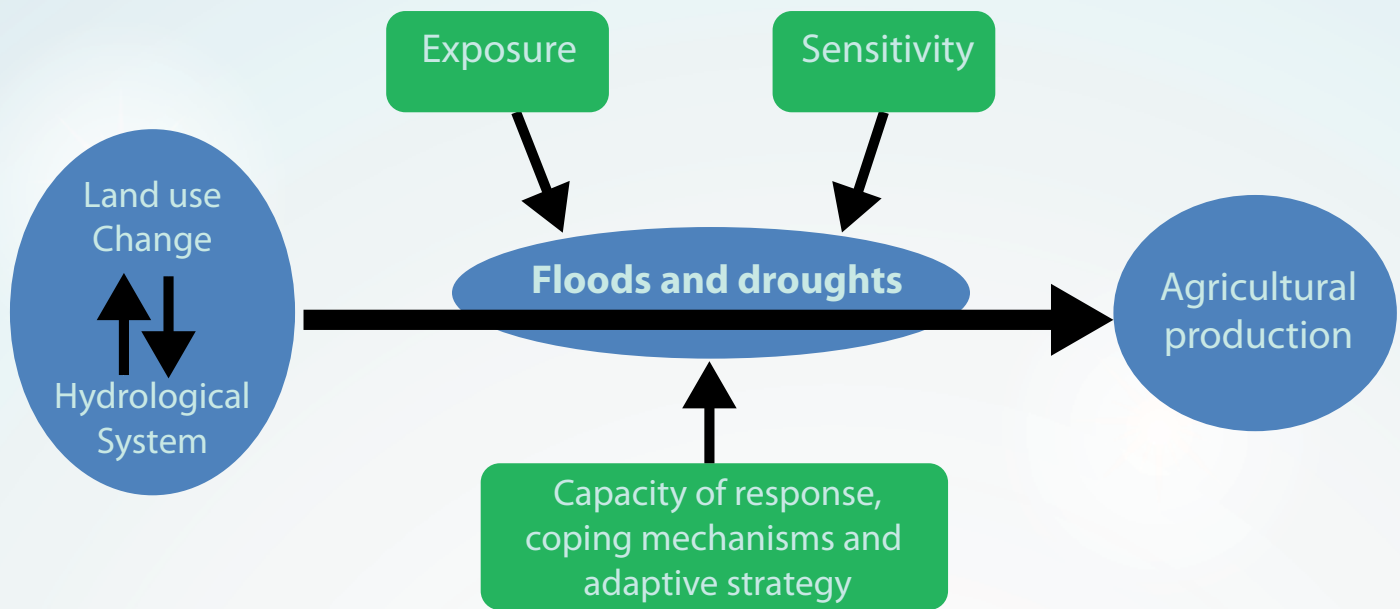 Exposure
Sensitivity
Land use
Change
Hydrological
System
Floods and droughts
Agricultural
production
Capacity of response,
coping mechanisms and
adaptive strategy